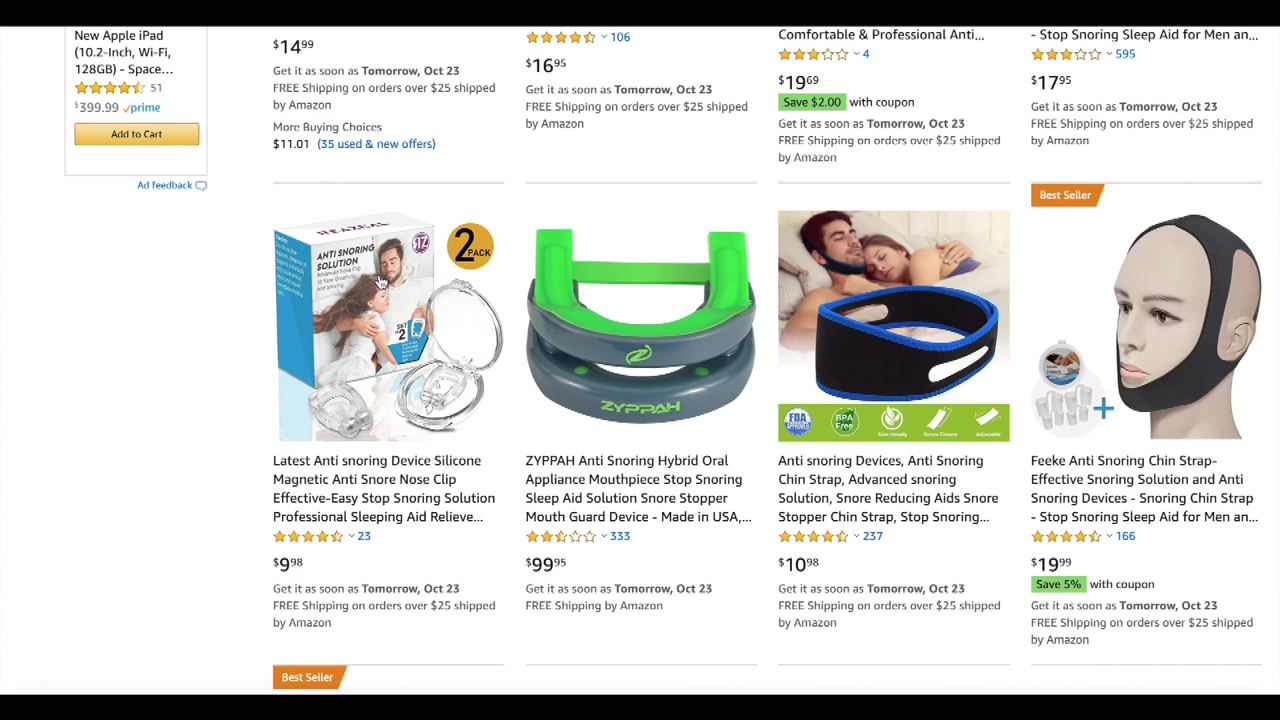 New Apple iPad
(10.2-Inch, Wi-Fi,
128GB) - Space...
51
$399.99 prime
Add to Cart
Ad feedback
$14.99
Get it as soon as Tomorrow, Oct 23
FREE Shipping on orders over $25 shipped
by Amazon
More Buying Choices
$11.01 (35 used & new offers)
106
$16.95
Get it as soon as Tomorrow, Oct 23
FREE Shipping on orders over $25 shipped
by Amazon
Comfortable & Professional Anti...
4
$19.69
Save $2.00 with coupon
Get it as soon as Tomorrow, Oct 23
FREE Shipping on orders over $25 shipped
by Amazon
- Stop Snoring Sleep Aid for Men an...
595
$17.95
Get it as soon as Tomorrow, Oct 23
FREE Shipping on orders over $25 shipped
by Amazon
ANTI SNORING
SOLUTION
Advanced Nose Clip
SET OF
2
2
PACK
Latest Anti snoring Device Silicone
Magnetic Anti Snore Nose Clip
Effective-Easy Stop Snoring Solution
Professional Sleeping Aid Relieve...
23
$9.98
Get it as soon as Tomorrow, Oct 23
FREE Shipping on orders over $25 shipped
by Amazon
ZYPPAH
ZYPPAH Anti Snoring Hybrid Oral
Appliance Mouthpiece Stop Snoring
Sleep Aid Solution Snore Stopper
Mouth Guard Device - Made in USA,...
333
$99.95
Get it as soon as Tomorrow, Oct 23
FREE Shipping by Amazon
FDA
APPROVED
BPA
Free
Skin-friendly
Velcro Closure
Adjustable
Anti snoring Devices, Anti Snoring
Chin Strap, Advanced snoring
Solution, Snore Reducing Aids Snore
Stopper Chin Strap, Stop Snoring...
237
$10.98
Get it as soon as Tomorrow, Oct 23
FREE Shipping on orders over $25 shipped
by Amazon
Best Seller
Feeke Anti Snoring Chin Strap-
Effective Snoring Solution and Anti
Snoring Devices - Snoring Chin Strap
- Stop Snoring Sleep Aid for Men an...
166
$19.99
Save 5% with coupon
Get it as soon as Tomorrow, Oct 23
FREE Shipping on orders over $25 shipped
by Amazon
Best Seller